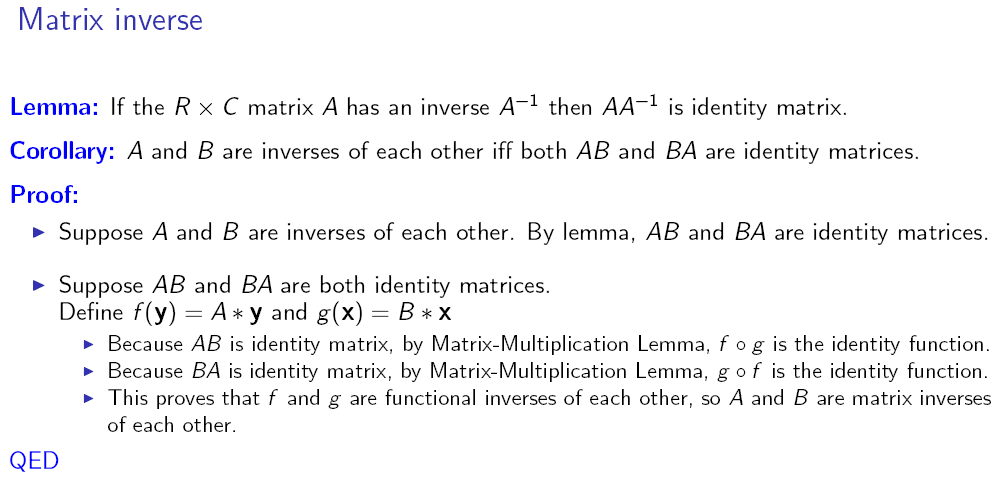 Matrix inverse
Lemma: If the R × C matrix A has an inverse A⁻¹ then AA⁻¹ is identity matrix.
Corollary: A and B are inverses of each other iff both AB and BA are identity matrices.
Proof:
▶ Suppose A and B are inverses of each other. By lemma, AB and BA are identity matrices.
▶ Suppose AB and BA are both identity matrices.
Define f(y) = A ∗ y and g(x) = B ∗ x
▶ Because AB is identity matrix, by Matrix-Multiplication Lemma, f ∘ g is the identity function.
▶ Because BA is identity matrix, by Matrix-Multiplication Lemma, g ∘ f is the identity function.
▶ This proves that f and g are functional inverses of each other, so A and B are matrix inverses
of each other.
QED